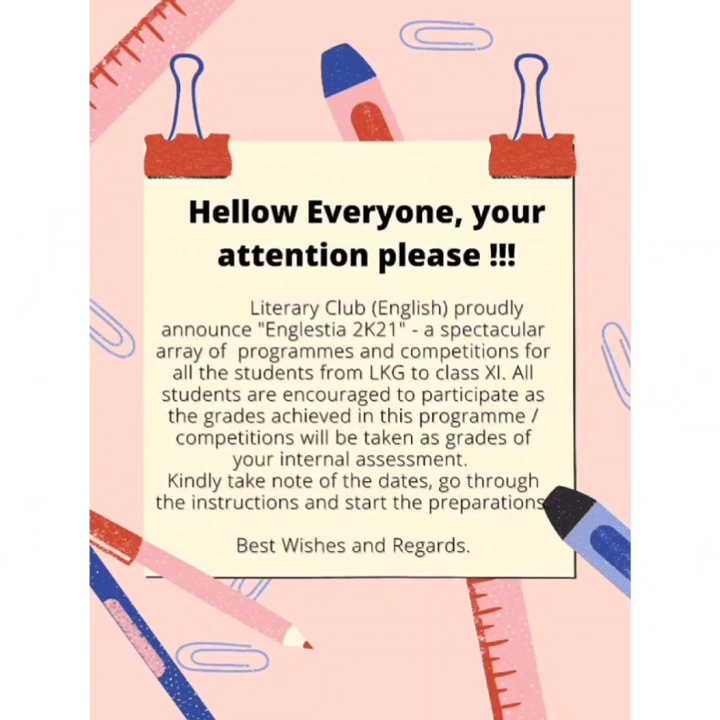 Hellow Everyone, your
attention please !!!
Literary Club (English) proudly
announce "Englestia 2K21" - a spectacular
array of programmes and competitions for
all the students from LKG to class XI. All
students are encouraged to participate as
the grades achieved in this programme /
competitions will be taken as grades of
your internal assessment.
Kindly take note of the dates, go through
the instructions and start the preparations
Best Wishes and Regards.